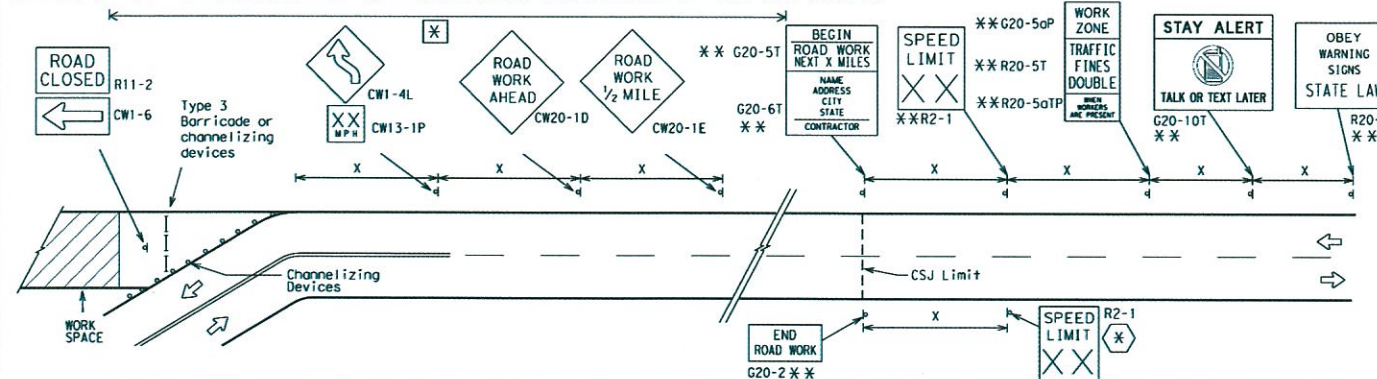 ROAD
CLOSED
R11-2
CW1-6
Type 3
Barricade or
channelizing
devices
XX
MPH
CW1-4L
CW13-1P
*
ROAD
WORK
AHEAD
CW20-1D
ROAD
WORK
1/2 MILE
CW20-1E
** G20-5T
G20-6T
**
BEGIN
ROAD WORK
NEXT X MILES
NAME
ADDRESS
CITY
STATE
CONTRACTOR
SPEED
LIMIT
XX
**R2-1
**G20-5aP
**R20-5T
**R20-5aTP
WORK
ZONE
TRAFFIC
FINES
DOUBLE
WHEN
WORKERS
ARE PRESENT
STAY ALERT
TALK OR TEXT LATER
G20-10T
**
OBEY
WARNING
SIGNS
STATE LAW
R20-
**
X
X
X
X
X
X
X
Channelizing
Devices
WORK
SPACE
CSJ Limit
END
ROAD WORK
G20-2 **
X
SPEED
LIMIT
XX
R2-1
*